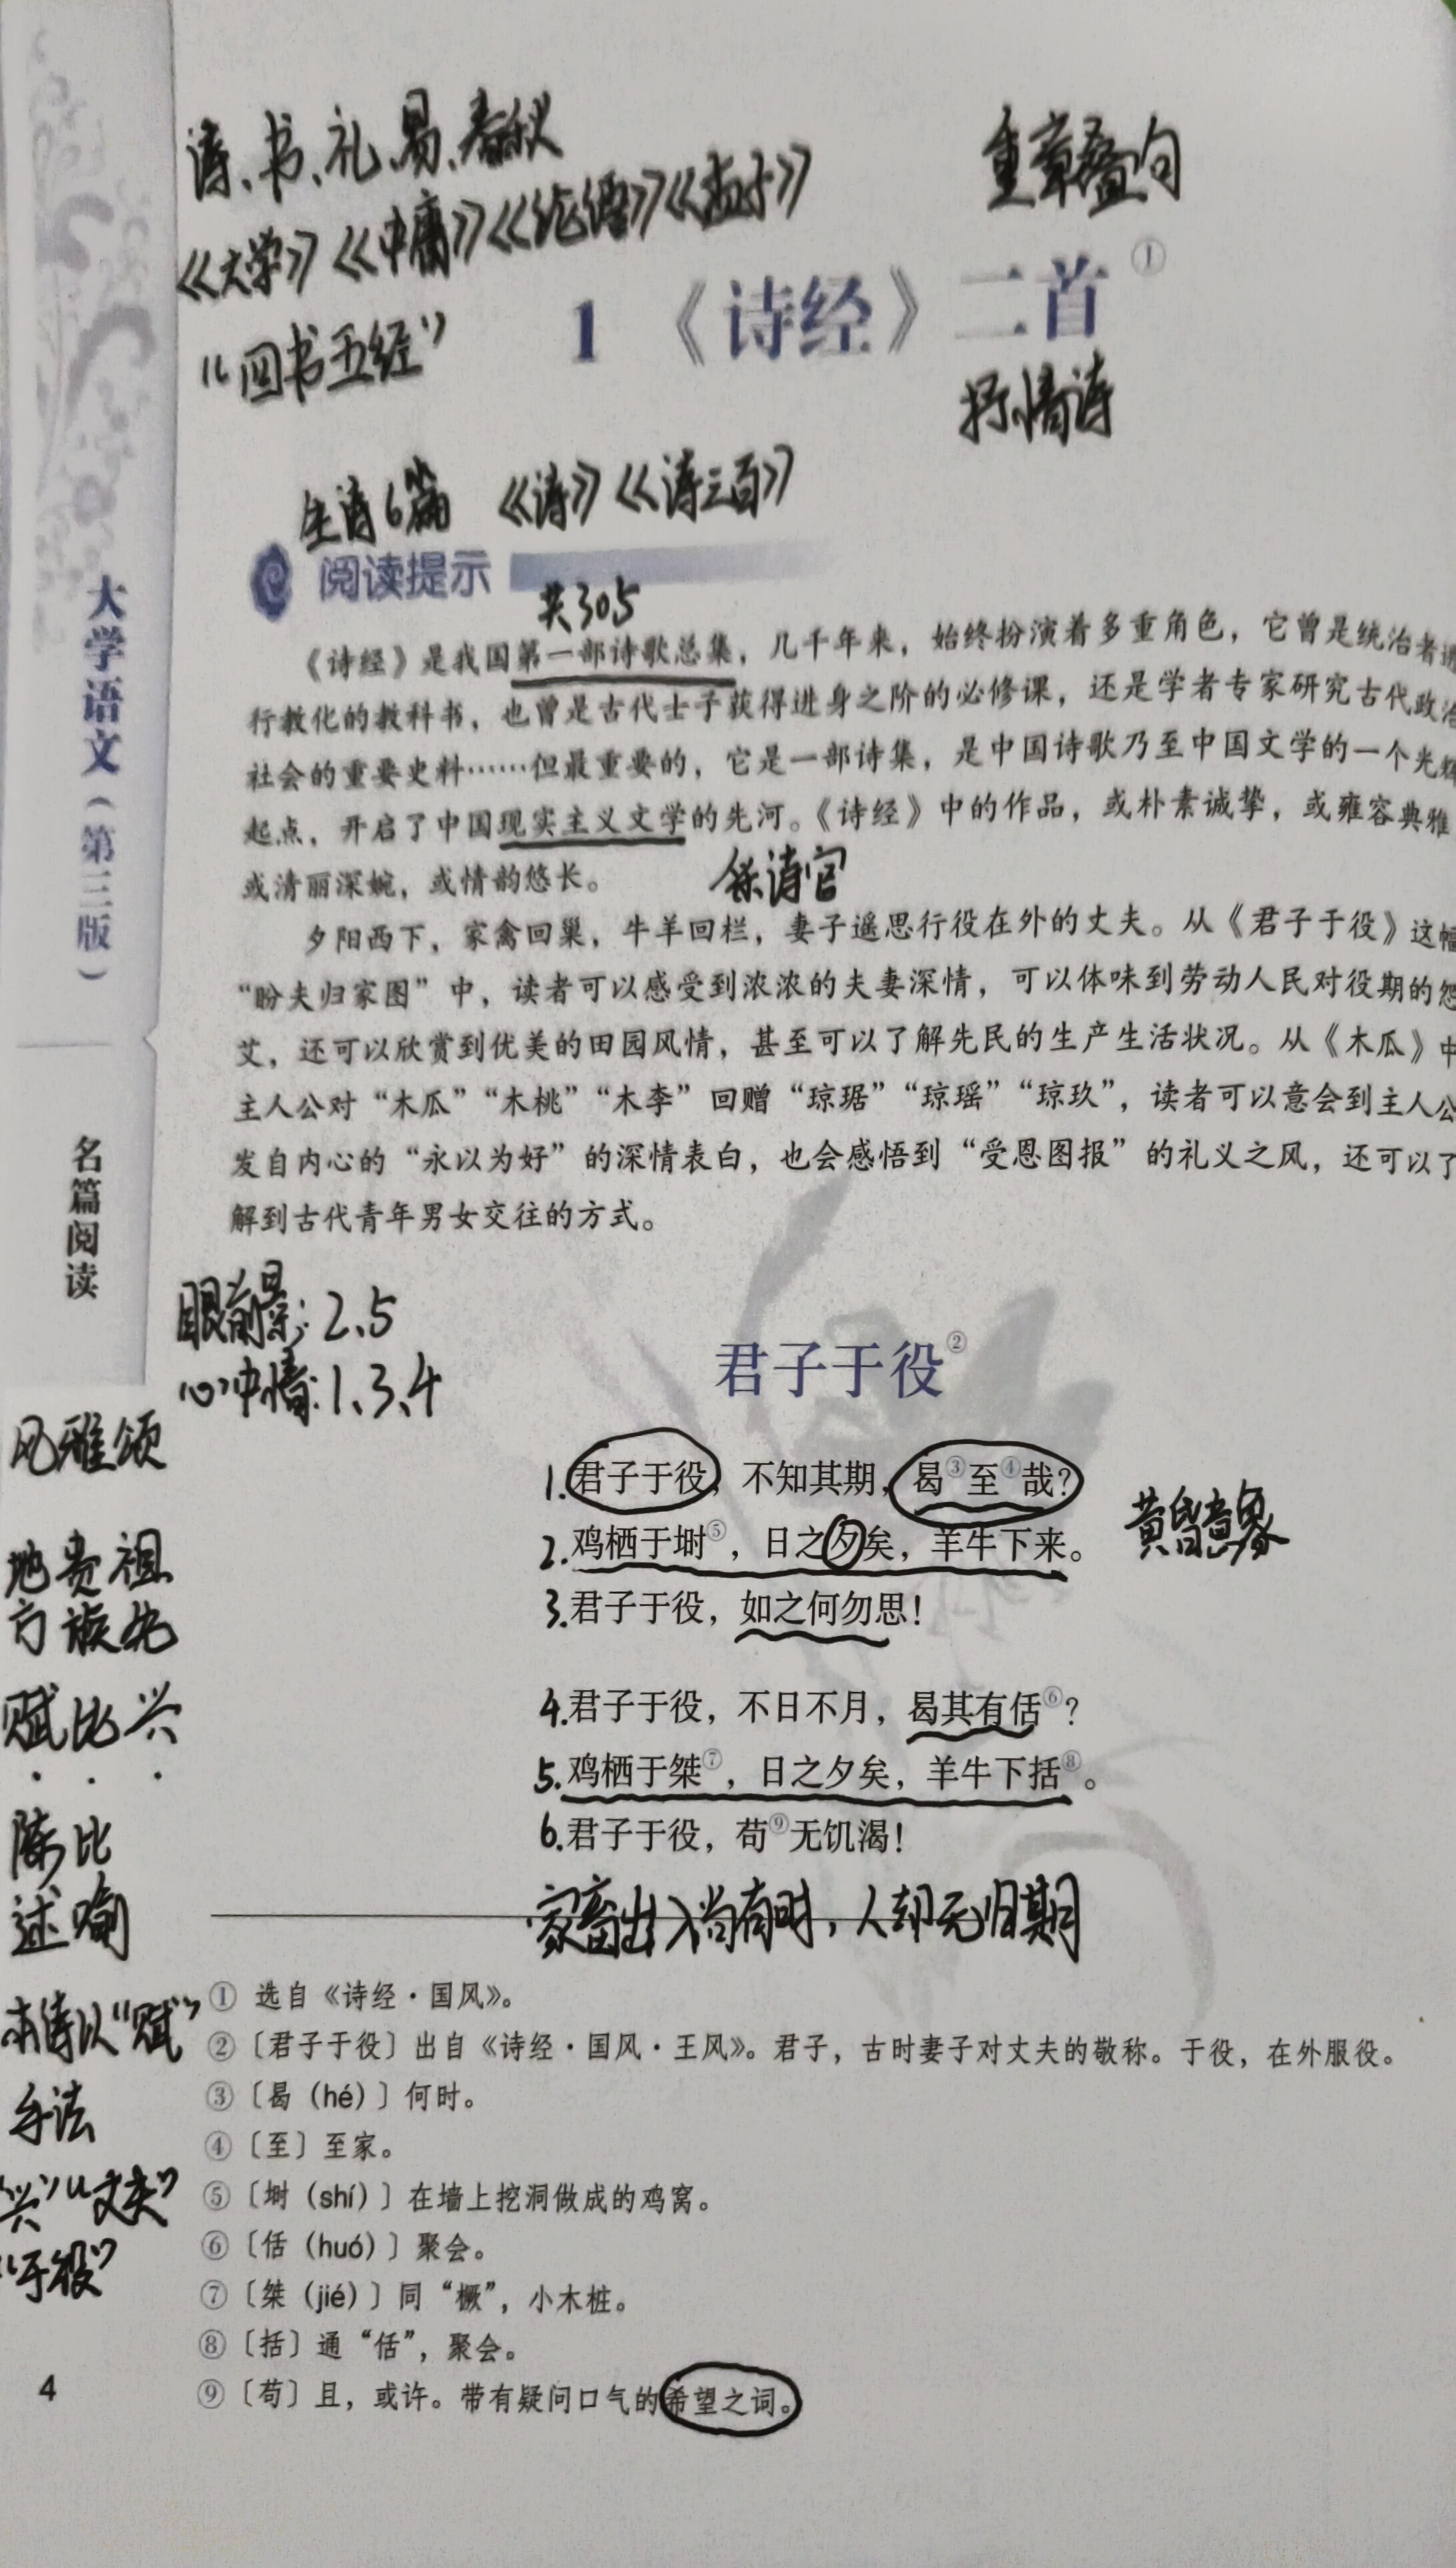 诗、书、礼、易、春秋
《大学》《中庸》《论语》《孟子》
重章叠句
“四书五经”
1 《诗经》二首①
抒情诗
笙诗6篇 《诗》《诗三百》
阅读提示
共305
《诗经》是我国第一部诗歌总集，几千年来，始终扮演着多重角色，它曾是统治者
行教化的教科书，也曾是古代士子获得进身之阶的必修课，还是学者专家研究古代政治
社会的重要史料……但最重要的，它是一部诗集，是中国诗歌乃至中国文学的一个光辉
起点，开启了中国现实主义文学的先河。《诗经》中的作品，或朴素诚挚，或雍容典雅
或清丽深婉，或情韵悠长。
采诗官
夕阳西下，家禽回巢，牛羊回栏，妻子遥思行役在外的丈夫。从《君子于役》这幅
“盼夫归家图”中，读者可以感受到浓浓的夫妻深情，可以体味到劳动人民对役期的怨
艾，还可以欣赏到优美的田园风情，甚至可以了解先民的生产生活状况。从《木瓜》中
主人公对“木瓜”“木桃”“木李”回赠“琼琚”“琼瑶”“琼玖”，读者可以意会到主人公
发自内心的“永以为好”的深情表白，也会感悟到“受恩图报”的礼义之风，还可以了
解到古代青年男女交往的方式。
大学语文（第三版）
名篇阅读
眼前景：2、5
心中情：1、3、4
君子于役②
1.君子于役，不知其期，曷③至④哉？
2.鸡栖于埘⑤，日之夕矣，羊牛下来。
黄昏意象
3.君子于役，如之何勿思！
4.君子于役，不日不月，曷其有佸⑥？
5.鸡栖于桀⑦，日之夕矣，羊牛下括⑧。
6.君子于役，苟⑨无饥渴！
家畜出入尚有时，人却无归期
风雅颂
地贵祖
方族先
赋比兴
陈比
述喻
本诗以“赋”
手法
“兴”“丈夫”
“于役”
①　选自《诗经·国风》。
②〔君子于役〕出自《诗经·国风·王风》。君子，古时妻子对丈夫的敬称。于役，在外服役。
③〔曷（hé）〕何时。
④〔至〕至家。
⑤〔埘（shí）〕在墙上挖洞做成的鸡窝。
⑥〔佸（huó）〕聚会。
⑦〔桀（jié）〕同“橛”，小木桩。
⑧〔括〕通“佸”，聚会。
⑨〔苟〕且，或许。带有疑问口气的希望之词。
4